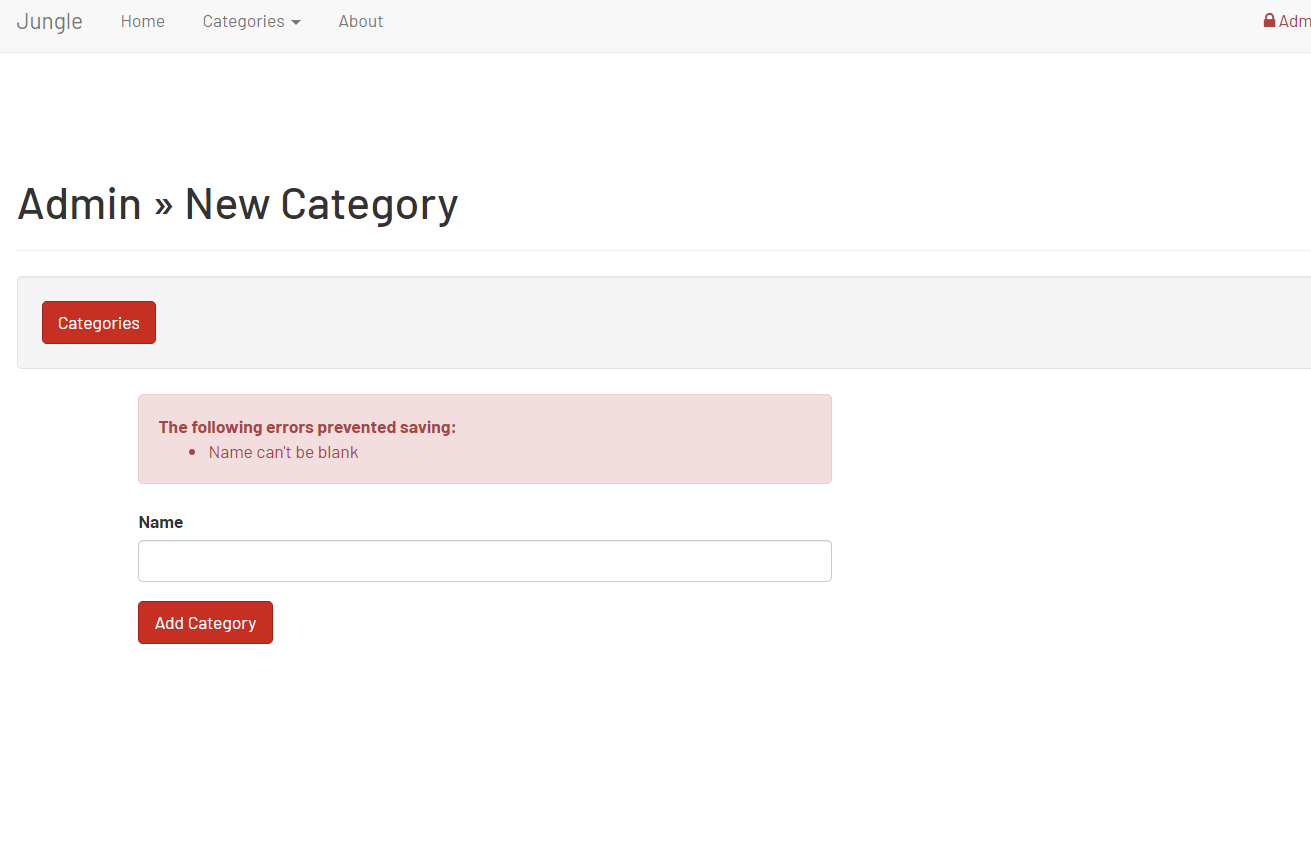 Jungle Home Categories About Adm
Admin » New Category
Categories
The following errors prevented saving:
Name can't be blank
Name
Add Category